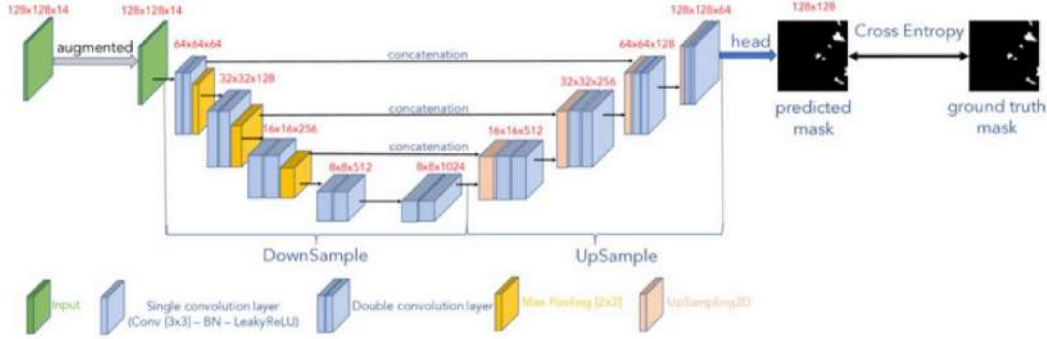 128x128x14
128x128x14
augmented
64x64x64
32x32x128
16x16x256
8x8x512
8x8x1024
concatenation
concatenation
concatenation
16x16x512
32x32x256
64x64x128
128x128x64
head
128x128
Cross Entropy
predicted
mask
ground truth
mask
DownSample
UpSample
Input
Single convolution layer
(Conv [3x3] – BN – LeakyReLU)
Double convolution layer
Max Pooling [2x2]
UpSampling2D